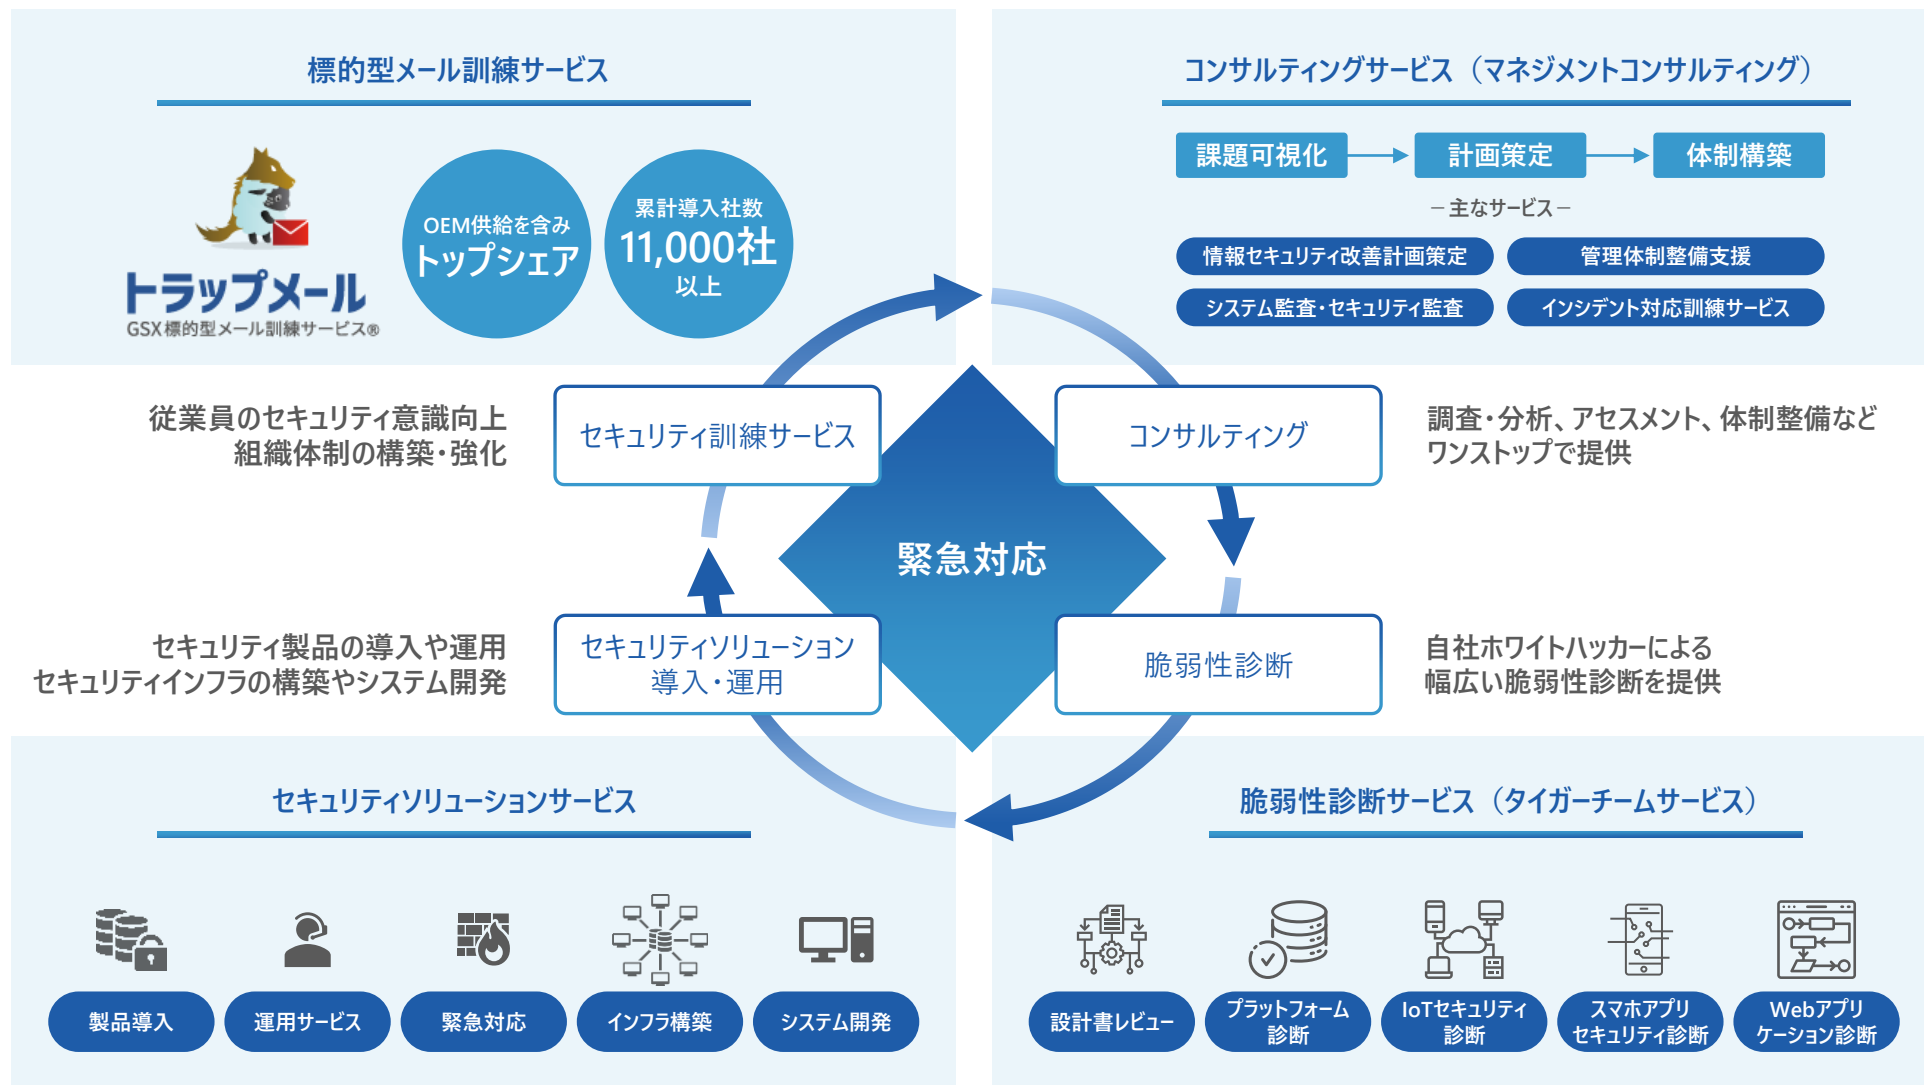 標的型メール訓練サービス
トラップメール
GSX標的型メール訓練サービス®
OEM供給を含み
トップシェア
累計導入社数
11,000社
以上
コンサルティングサービス（マネジメントコンサルティング）
課題可視化
計画策定
体制構築
－主なサービス－
情報セキュリティ改善計画策定
管理体制整備支援
システム監査・セキュリティ監査
インシデント対応訓練サービス
従業員のセキュリティ意識向上
組織体制の構築・強化
セキュリティ訓練サービス
コンサルティング
調査・分析、アセスメント、体制整備など
ワンストップで提供
緊急対応
セキュリティ製品の導入や運用
セキュリティインフラの構築やシステム開発
セキュリティソリューション
導入・運用
脆弱性診断
自社ホワイトハッカーによる
幅広い脆弱性診断を提供
セキュリティソリューションサービス
製品導入
運用サービス
緊急対応
インフラ構築
システム開発
脆弱性診断サービス（タイガーチームサービス）
設計書レビュー
プラットフォーム
診断
IoTセキュリティ
診断
スマホアプリ
セキュリティ診断
Webアプリ
ケーション診断